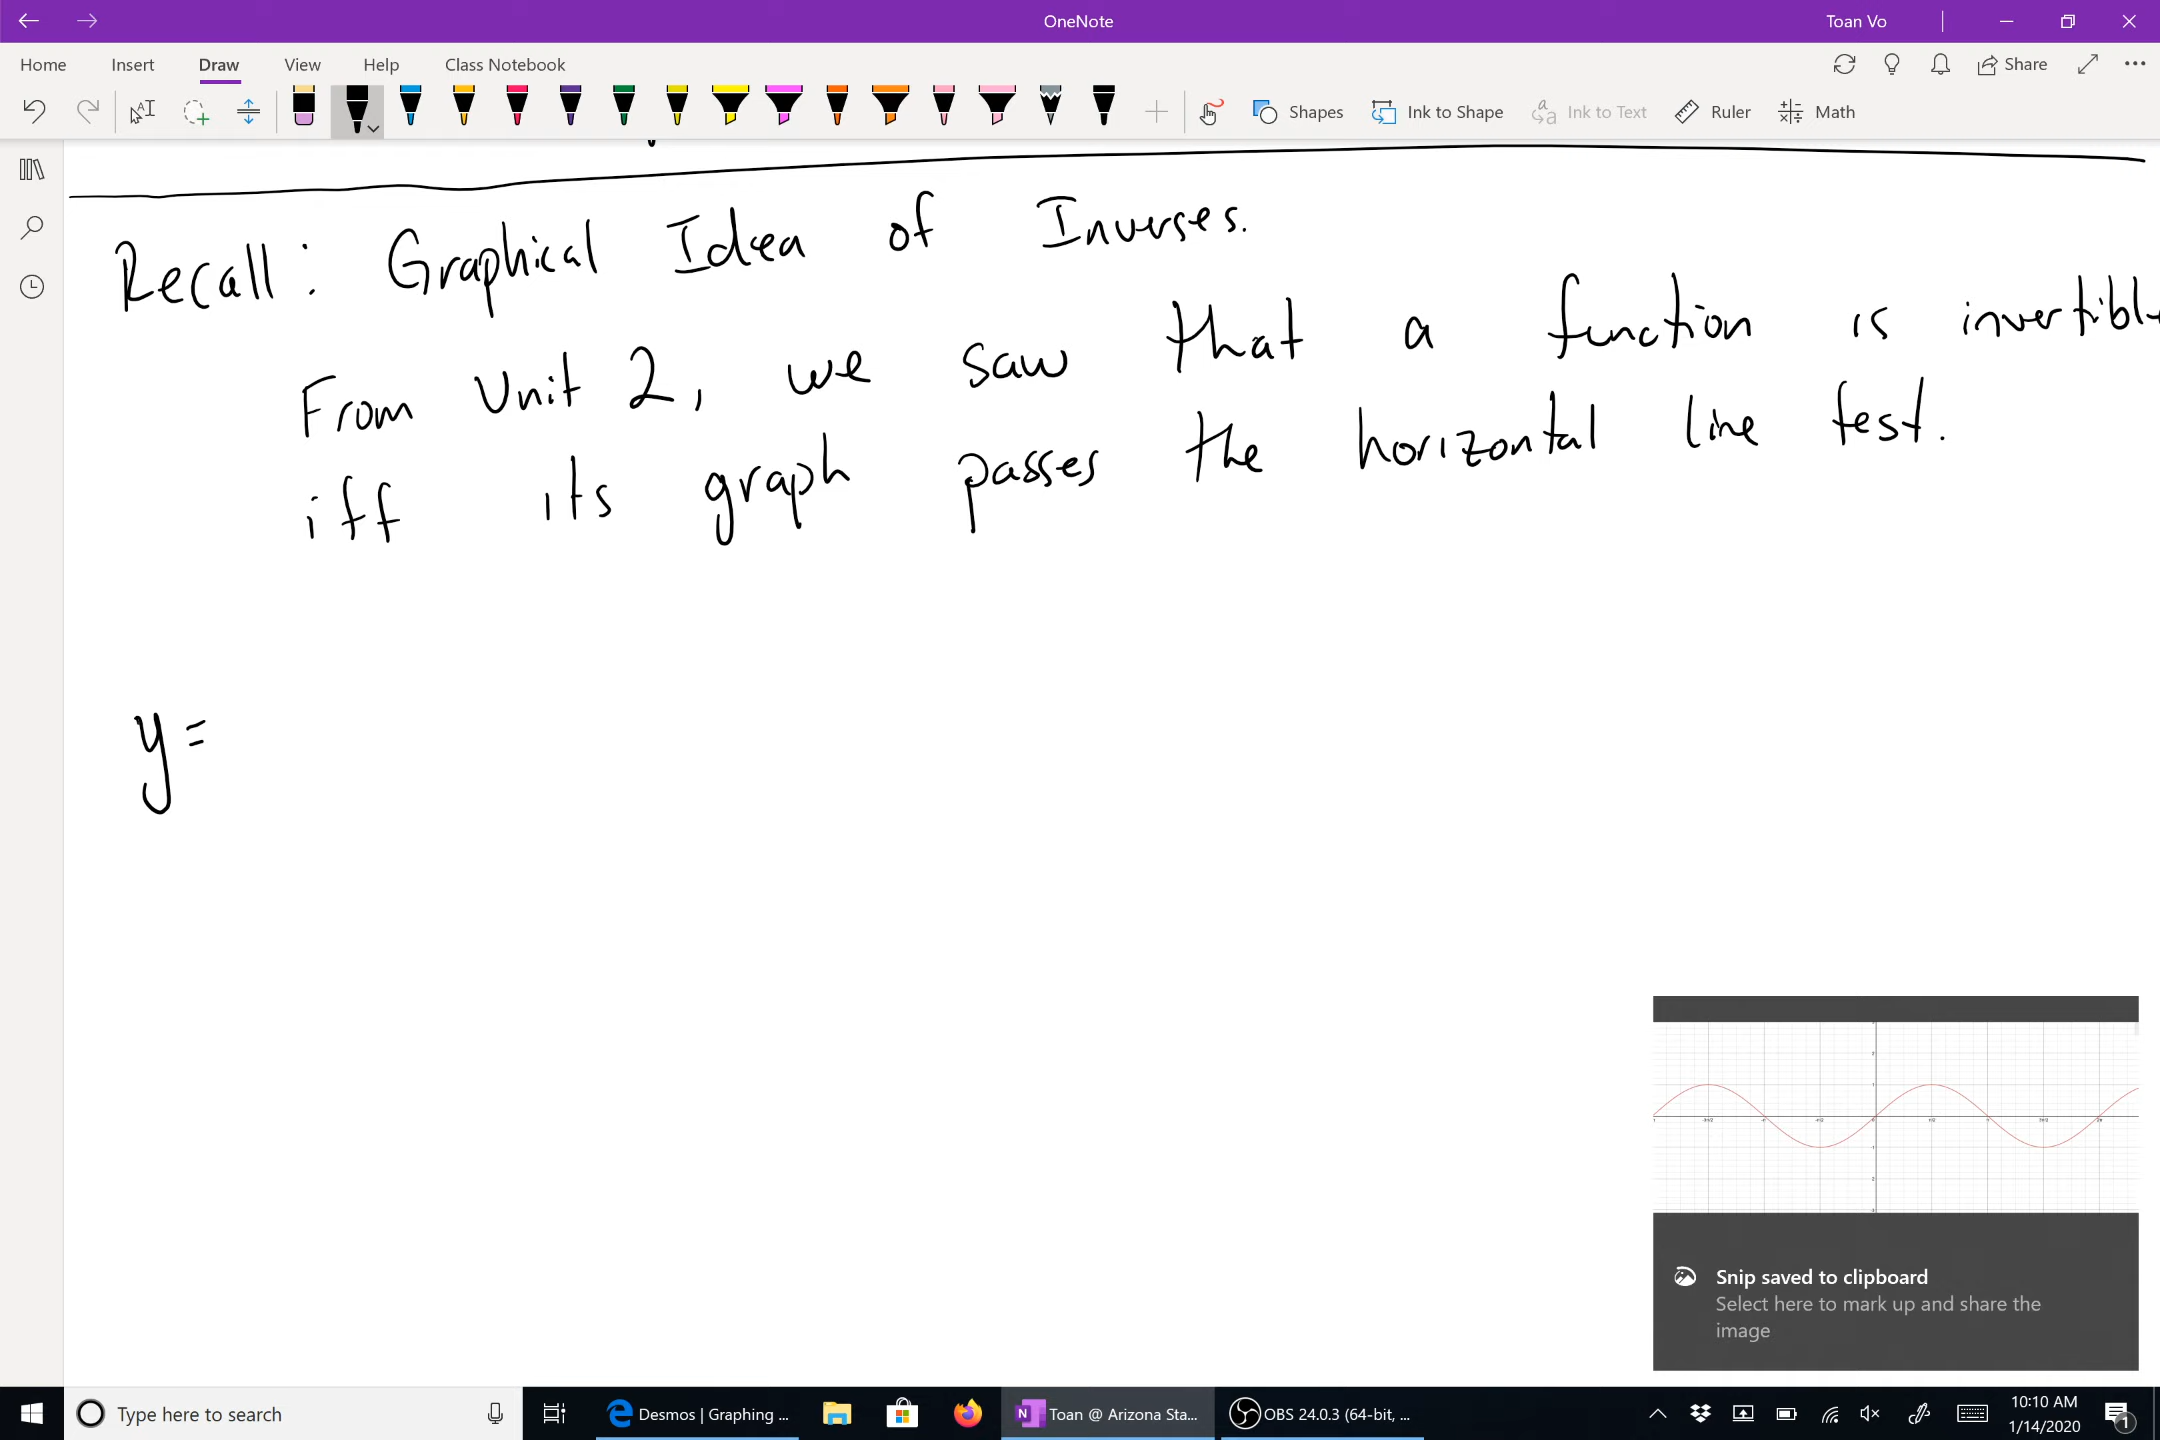 OneNote
Toan Vo
Home Insert Draw View Help Class Notebook
Share
Shapes Ink to Shape Ink to Text Ruler Math
Recall: Graphical Idea of Inverses.
From Unit 2, we saw that a function is invertible
iff its graph passes the horizontal line test.
y=
Snip saved to clipboard
Select here to mark up and share the
image
Type here to search
Desmos | Graphing ...
Toan @ Arizona Sta...
OBS 24.0.3 (64-bit, ...
10:10 AM
1/14/2020
1